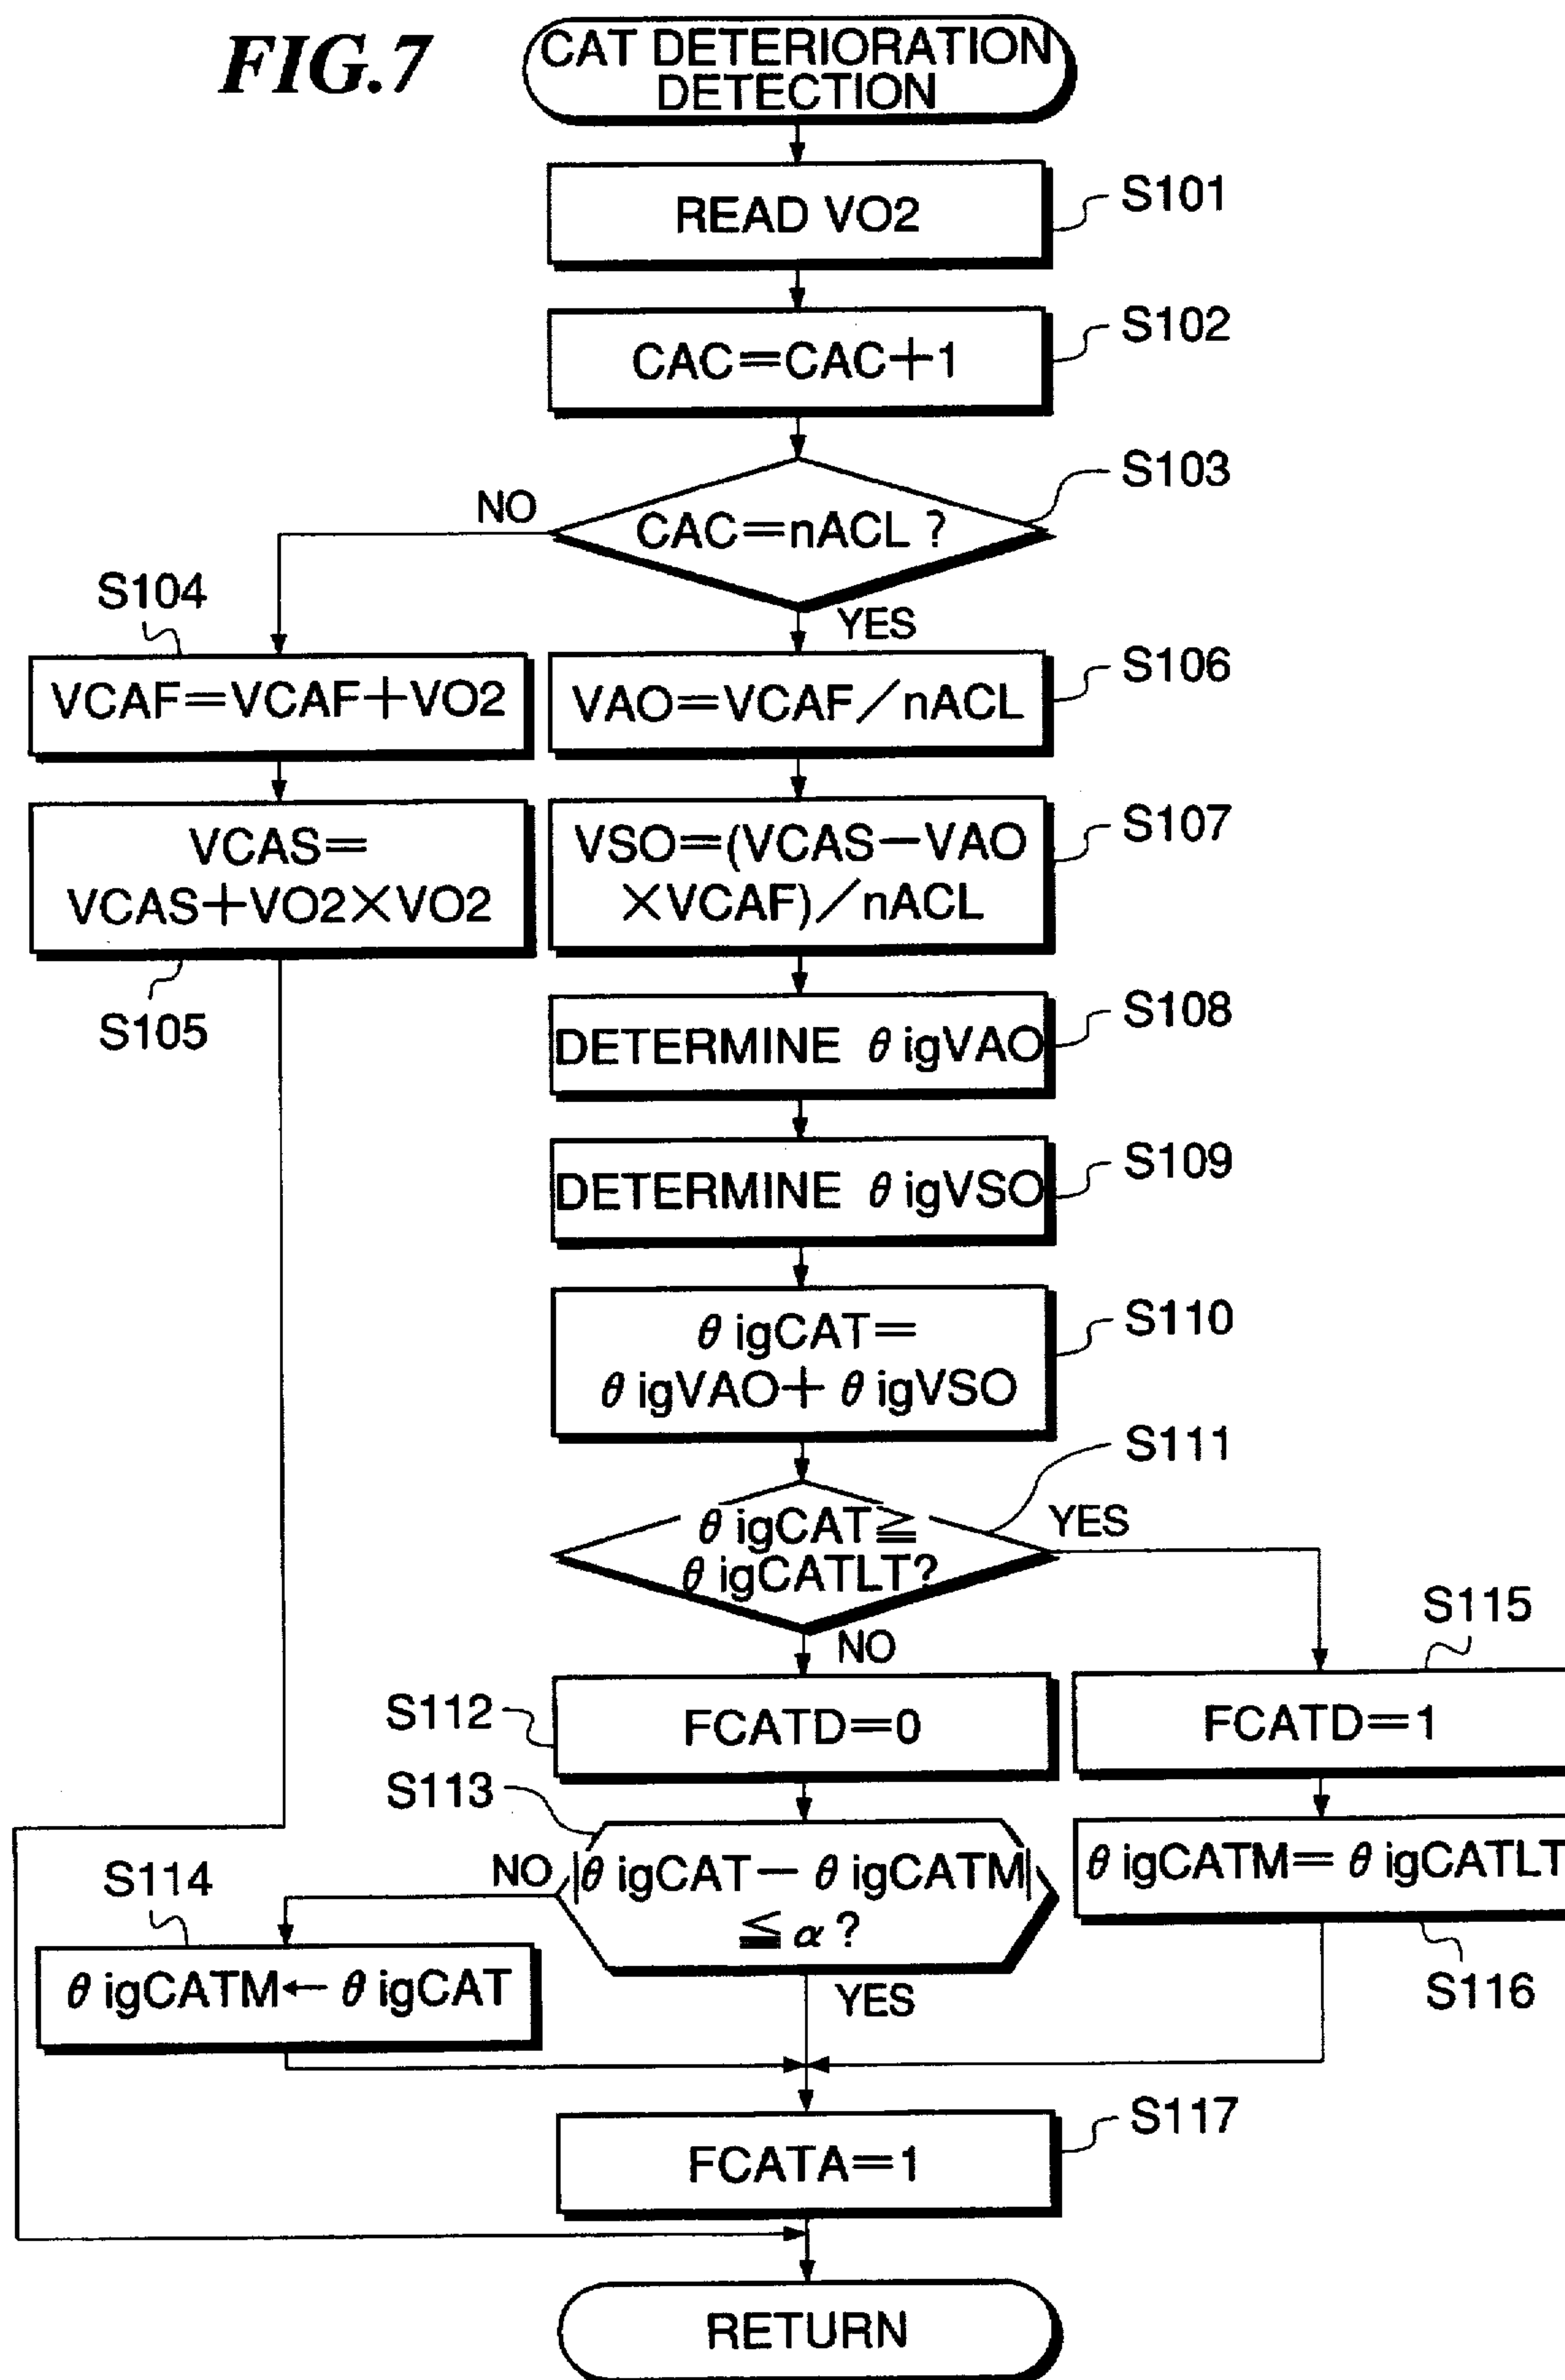 FIG.7
CAT DETERIORATION
DETECTION
READ VO2
S101
CAC=CAC+1
S102
CAC=nACL ?
S103
NO
YES
S104
VCAF=VCAF+VO2
VAO=VCAF/nACL
S106
VCAS=
VCAS+VO2×VO2
S105
VSO=(VCAS−VAO
×VCAF)/nACL
S107
DETERMINE θ igVAO
S108
DETERMINE θ igVSO
S109
θ igCAT=
θ igVAO+ θ igVSO
S110
θ igCAT≧
θ igCATLT?
S111
YES
NO
S112
FCATD=0
S115
FCATD=1
S113
|θ igCAT− θ igCATM|
≦ α ?
NO
YES
S114
θ igCATM← θ igCAT
θ igCATM= θ igCATLT
S116
FCATA=1
S117
RETURN